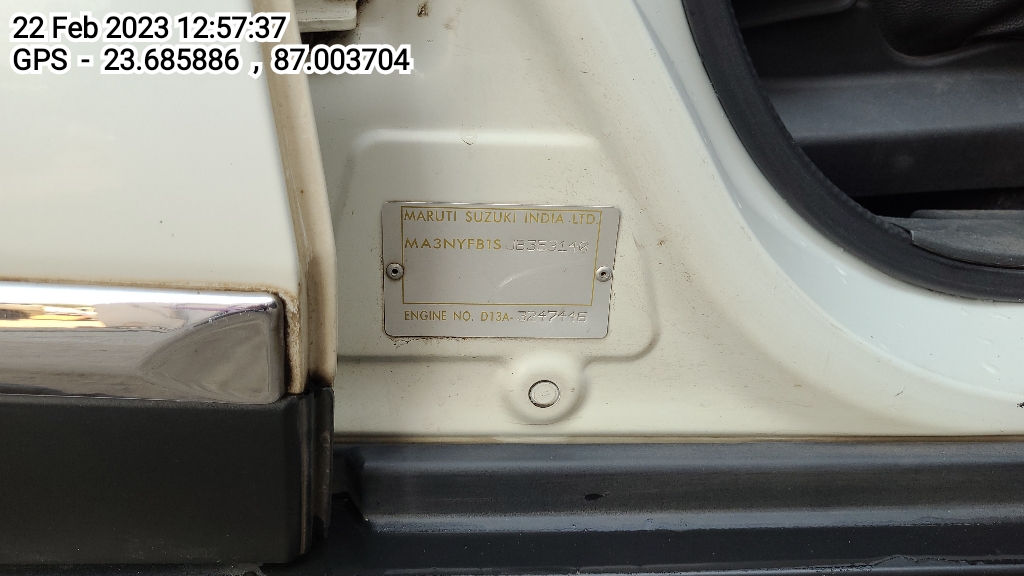 22 Feb 2023 12:57:37
GPS - 23.685886 , 87.003704
MARUTI SUZUKI INDIA LTD.
MA3NYFB1S
ENGINE NO. D13A-